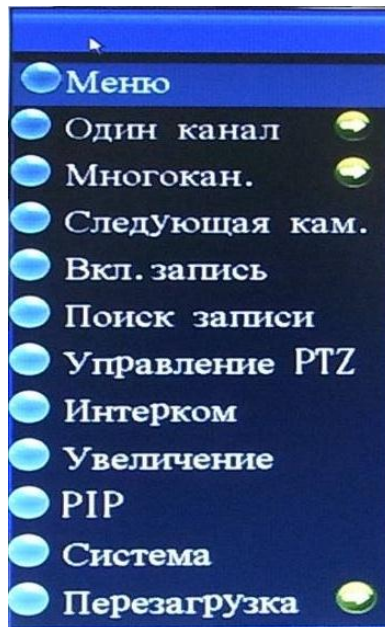 Меню
Один канал
Многокан.
Следующая кам.
Вкл.запись
Поиск записи
Управление PTZ
Интерком
Увеличение
PIP
Система
Перезагрузка